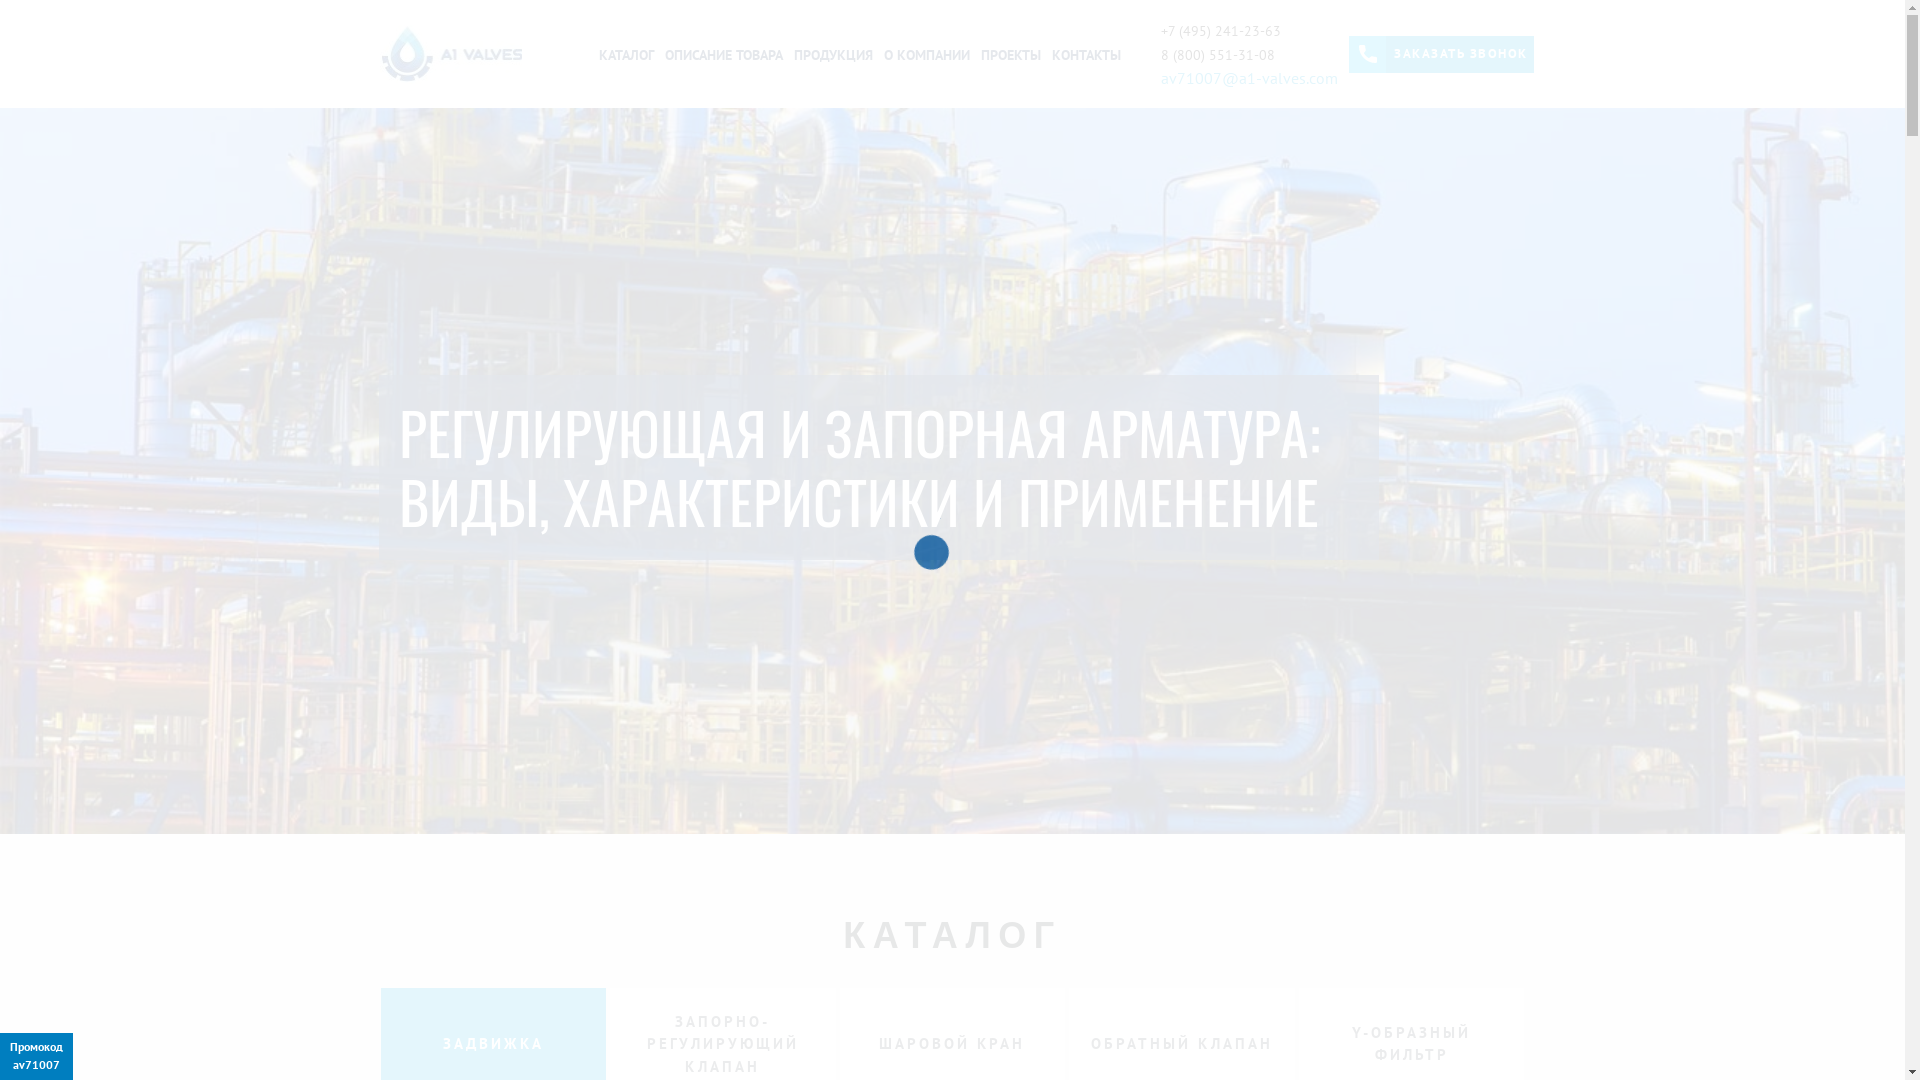 A1 VALVES
КАТАЛОГ ОПИСАНИЕ ТОВАРА ПРОДУКЦИЯ О КОМПАНИИ ПРОЕКТЫ КОНТАКТЫ
+7 (495) 241-23-63
8 (800) 551-31-08
av71007@a1-valves.com
ЗАКАЗАТЬ ЗВОНОК
РЕГУЛИРУЮЩАЯ И ЗАПОРНАЯ АРМАТУРА:
ВИДЫ, ХАРАКТЕРИСТИКИ И ПРИМЕНЕНИЕ
КАТАЛОГ
ЗАДВИЖКА
ЗАПОРНО-
РЕГУЛИРУЮЩИЙ
КЛАПАН
ШАРОВОЙ КРАН
ОБРАТНЫЙ КЛАПАН
Y-ОБРАЗНЫЙ
ФИЛЬТР
Промокод
av71007